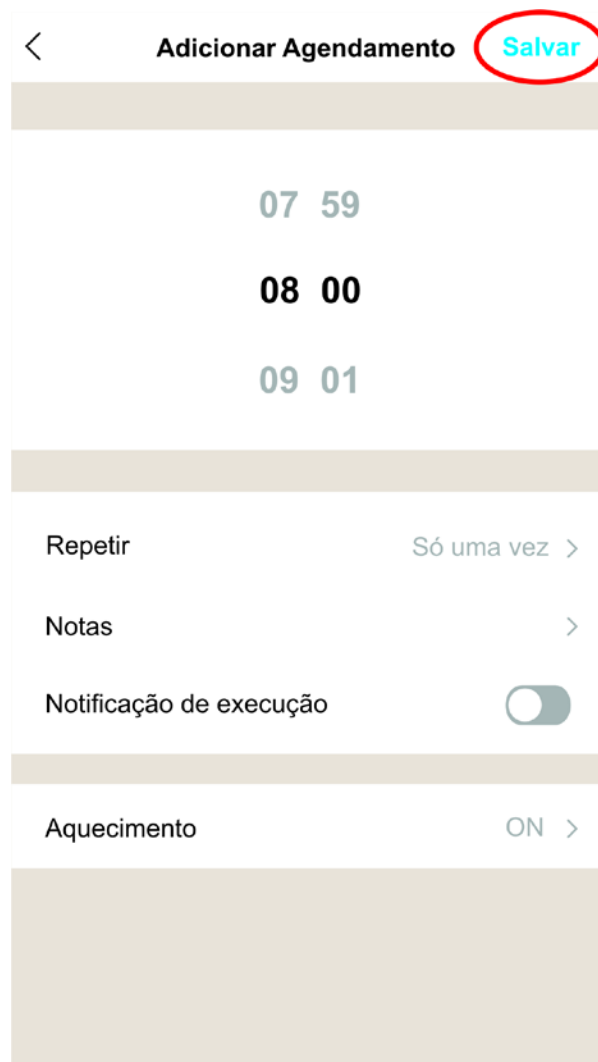 Adicionar Agendamento Salvar
07 59
08 00
09 01
Repetir Só uma vez
Notas
Notificação de execução
Aquecimento ON